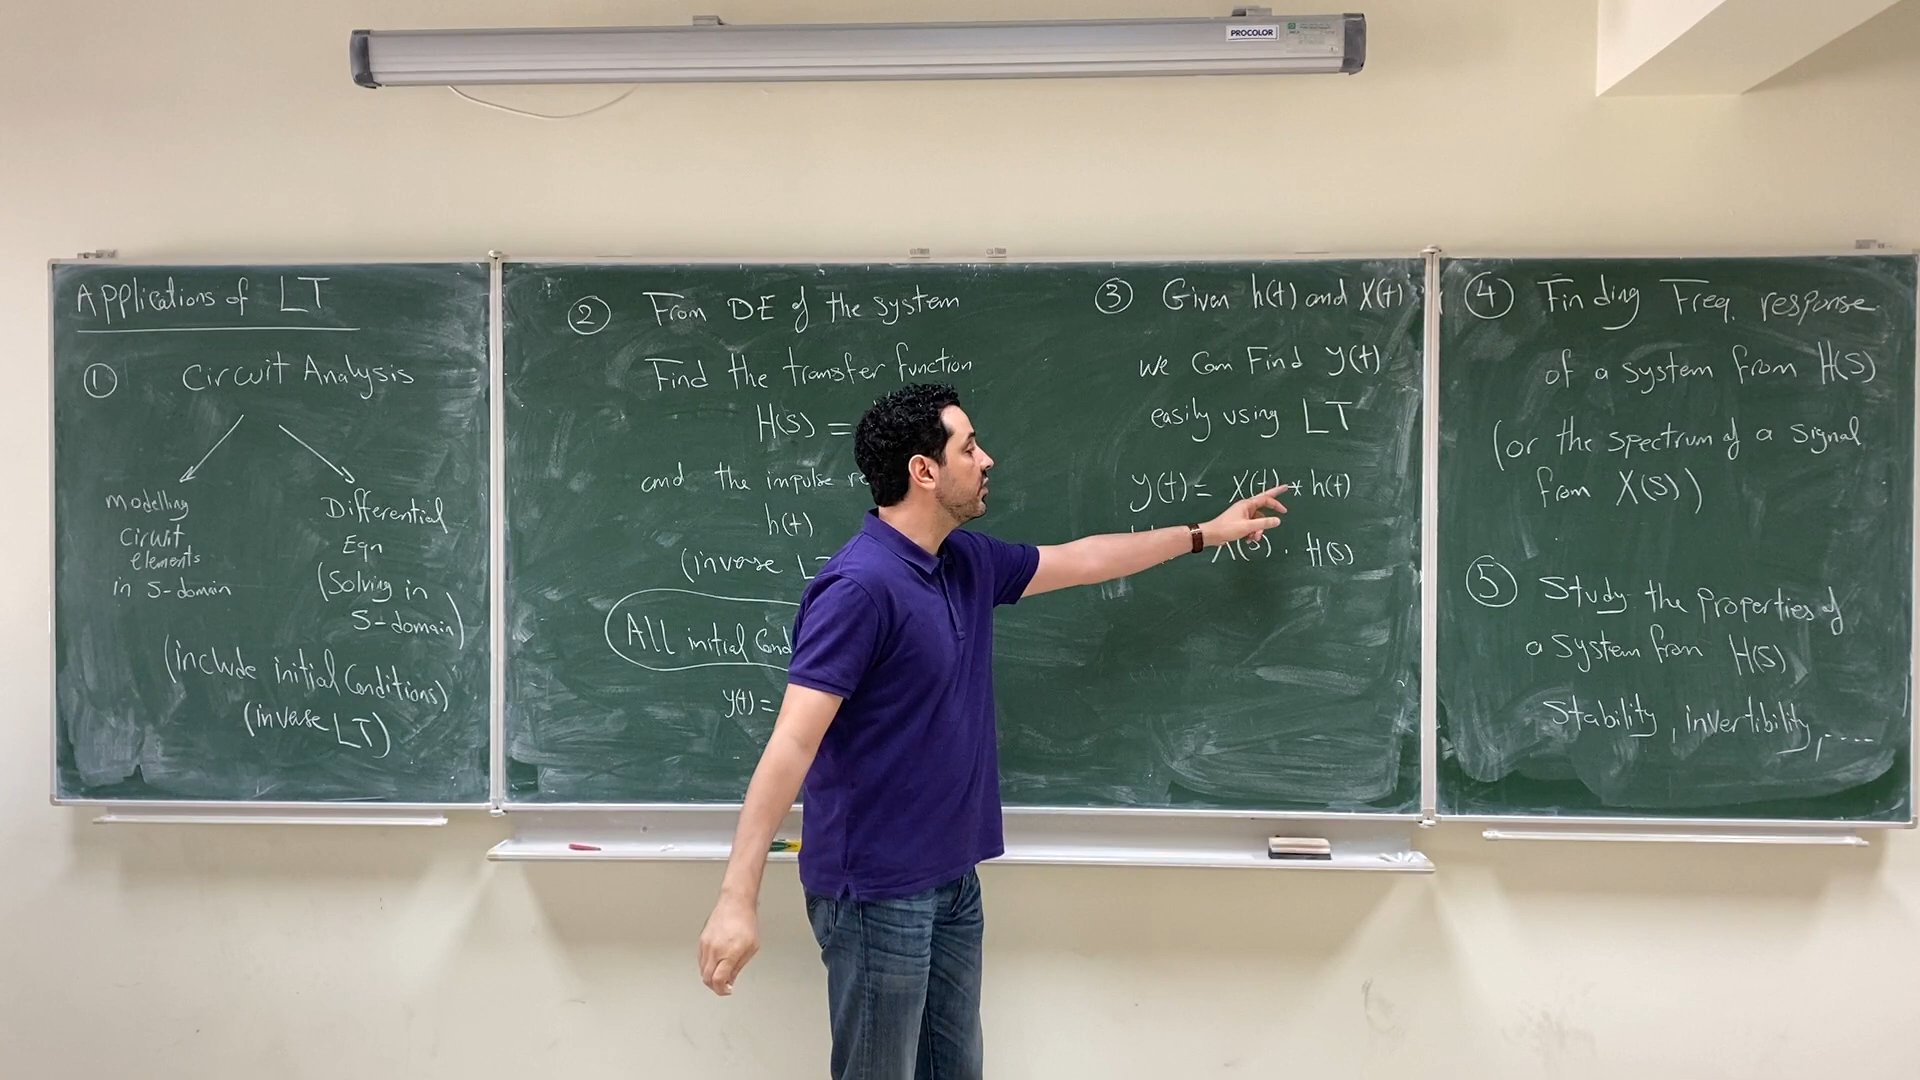 PROCOLOR
Applications of LT
① Circuit Analysis
Modelling
Circuit
elements
in S-domain
Differential
Eqn
(Solving in
S-domain)
(include initial Conditions)
(inverse LT)
② From DE of the system
Find the transfer function
H(S) =
and the impulse re
h(t)
(inverse L
All initial Cond
y(t) =
③ Given h(t) and X(t)
we Can Find y(t)
easily using LT
y(t) = X(t) * h(t)
X(S) . H(S)
④ Finding Freq. response
of a system from H(S)
(or the spectrum of a signal
from X(S))
⑤ Study the properties of
a system from H(S)
Stability, invertibility, ....